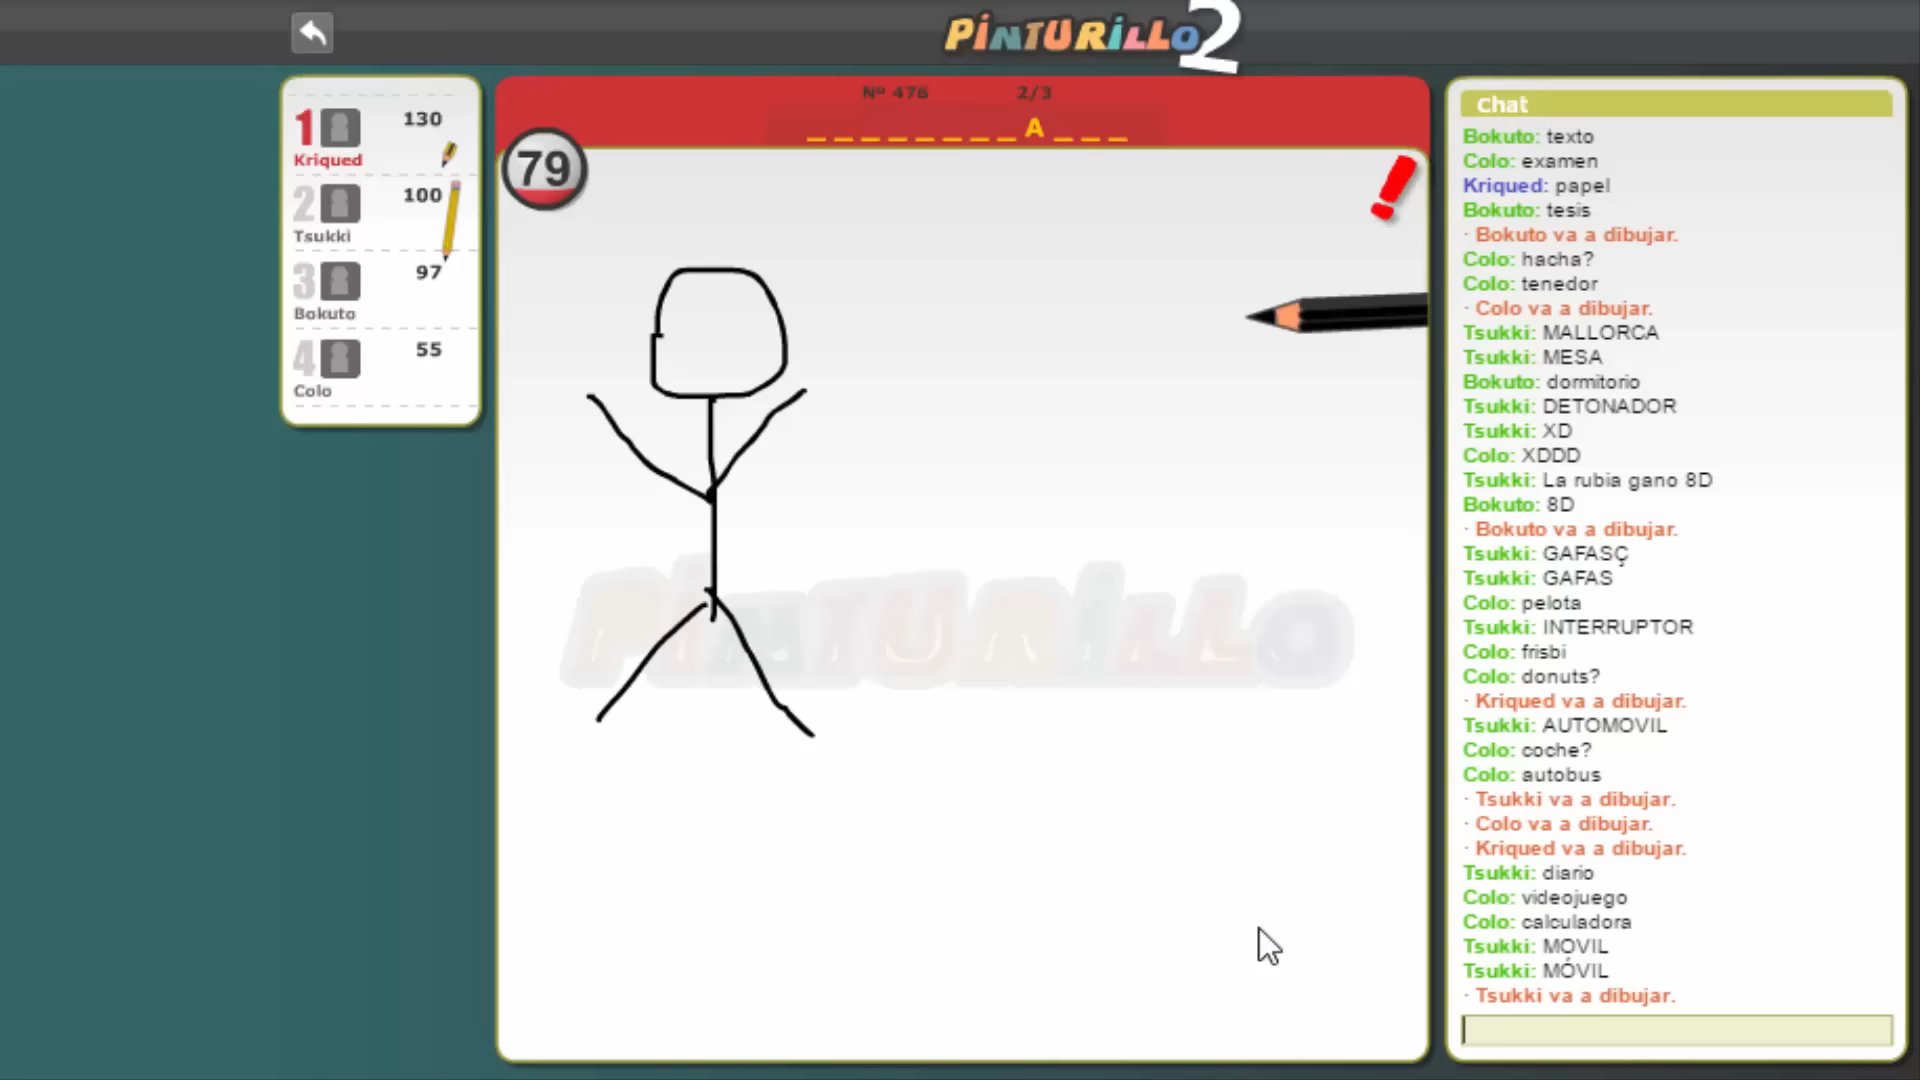 PiNTURiLLO 2
Nº 476 2/3
_ _ _ _ _ _ _ _ A _ _ _
79
1 130
Kriqued
2 100
Tsukki
3 97
Bokuto
4 55
Colo
PiNTURiLLO
Chat
Bokuto: texto
Colo: examen
Kriqued: papel
Bokuto: tesis
· Bokuto va a dibujar.
Colo: hacha?
Colo: tenedor
· Colo va a dibujar.
Tsukki: MALLORCA
Tsukki: MESA
Bokuto: dormitorio
Tsukki: DETONADOR
Tsukki: XD
Colo: XDDD
Tsukki: La rubia gano 8D
Bokuto: 8D
· Bokuto va a dibujar.
Tsukki: GAFASÇ
Tsukki: GAFAS
Colo: pelota
Tsukki: INTERRUPTOR
Colo: frisbi
Colo: donuts?
· Kriqued va a dibujar.
Tsukki: AUTOMOVIL
Colo: coche?
Colo: autobus
· Tsukki va a dibujar.
· Colo va a dibujar.
· Kriqued va a dibujar.
Tsukki: diario
Colo: videojuego
Colo: calculadora
Tsukki: MOVIL
Tsukki: MÓVIL
· Tsukki va a dibujar.